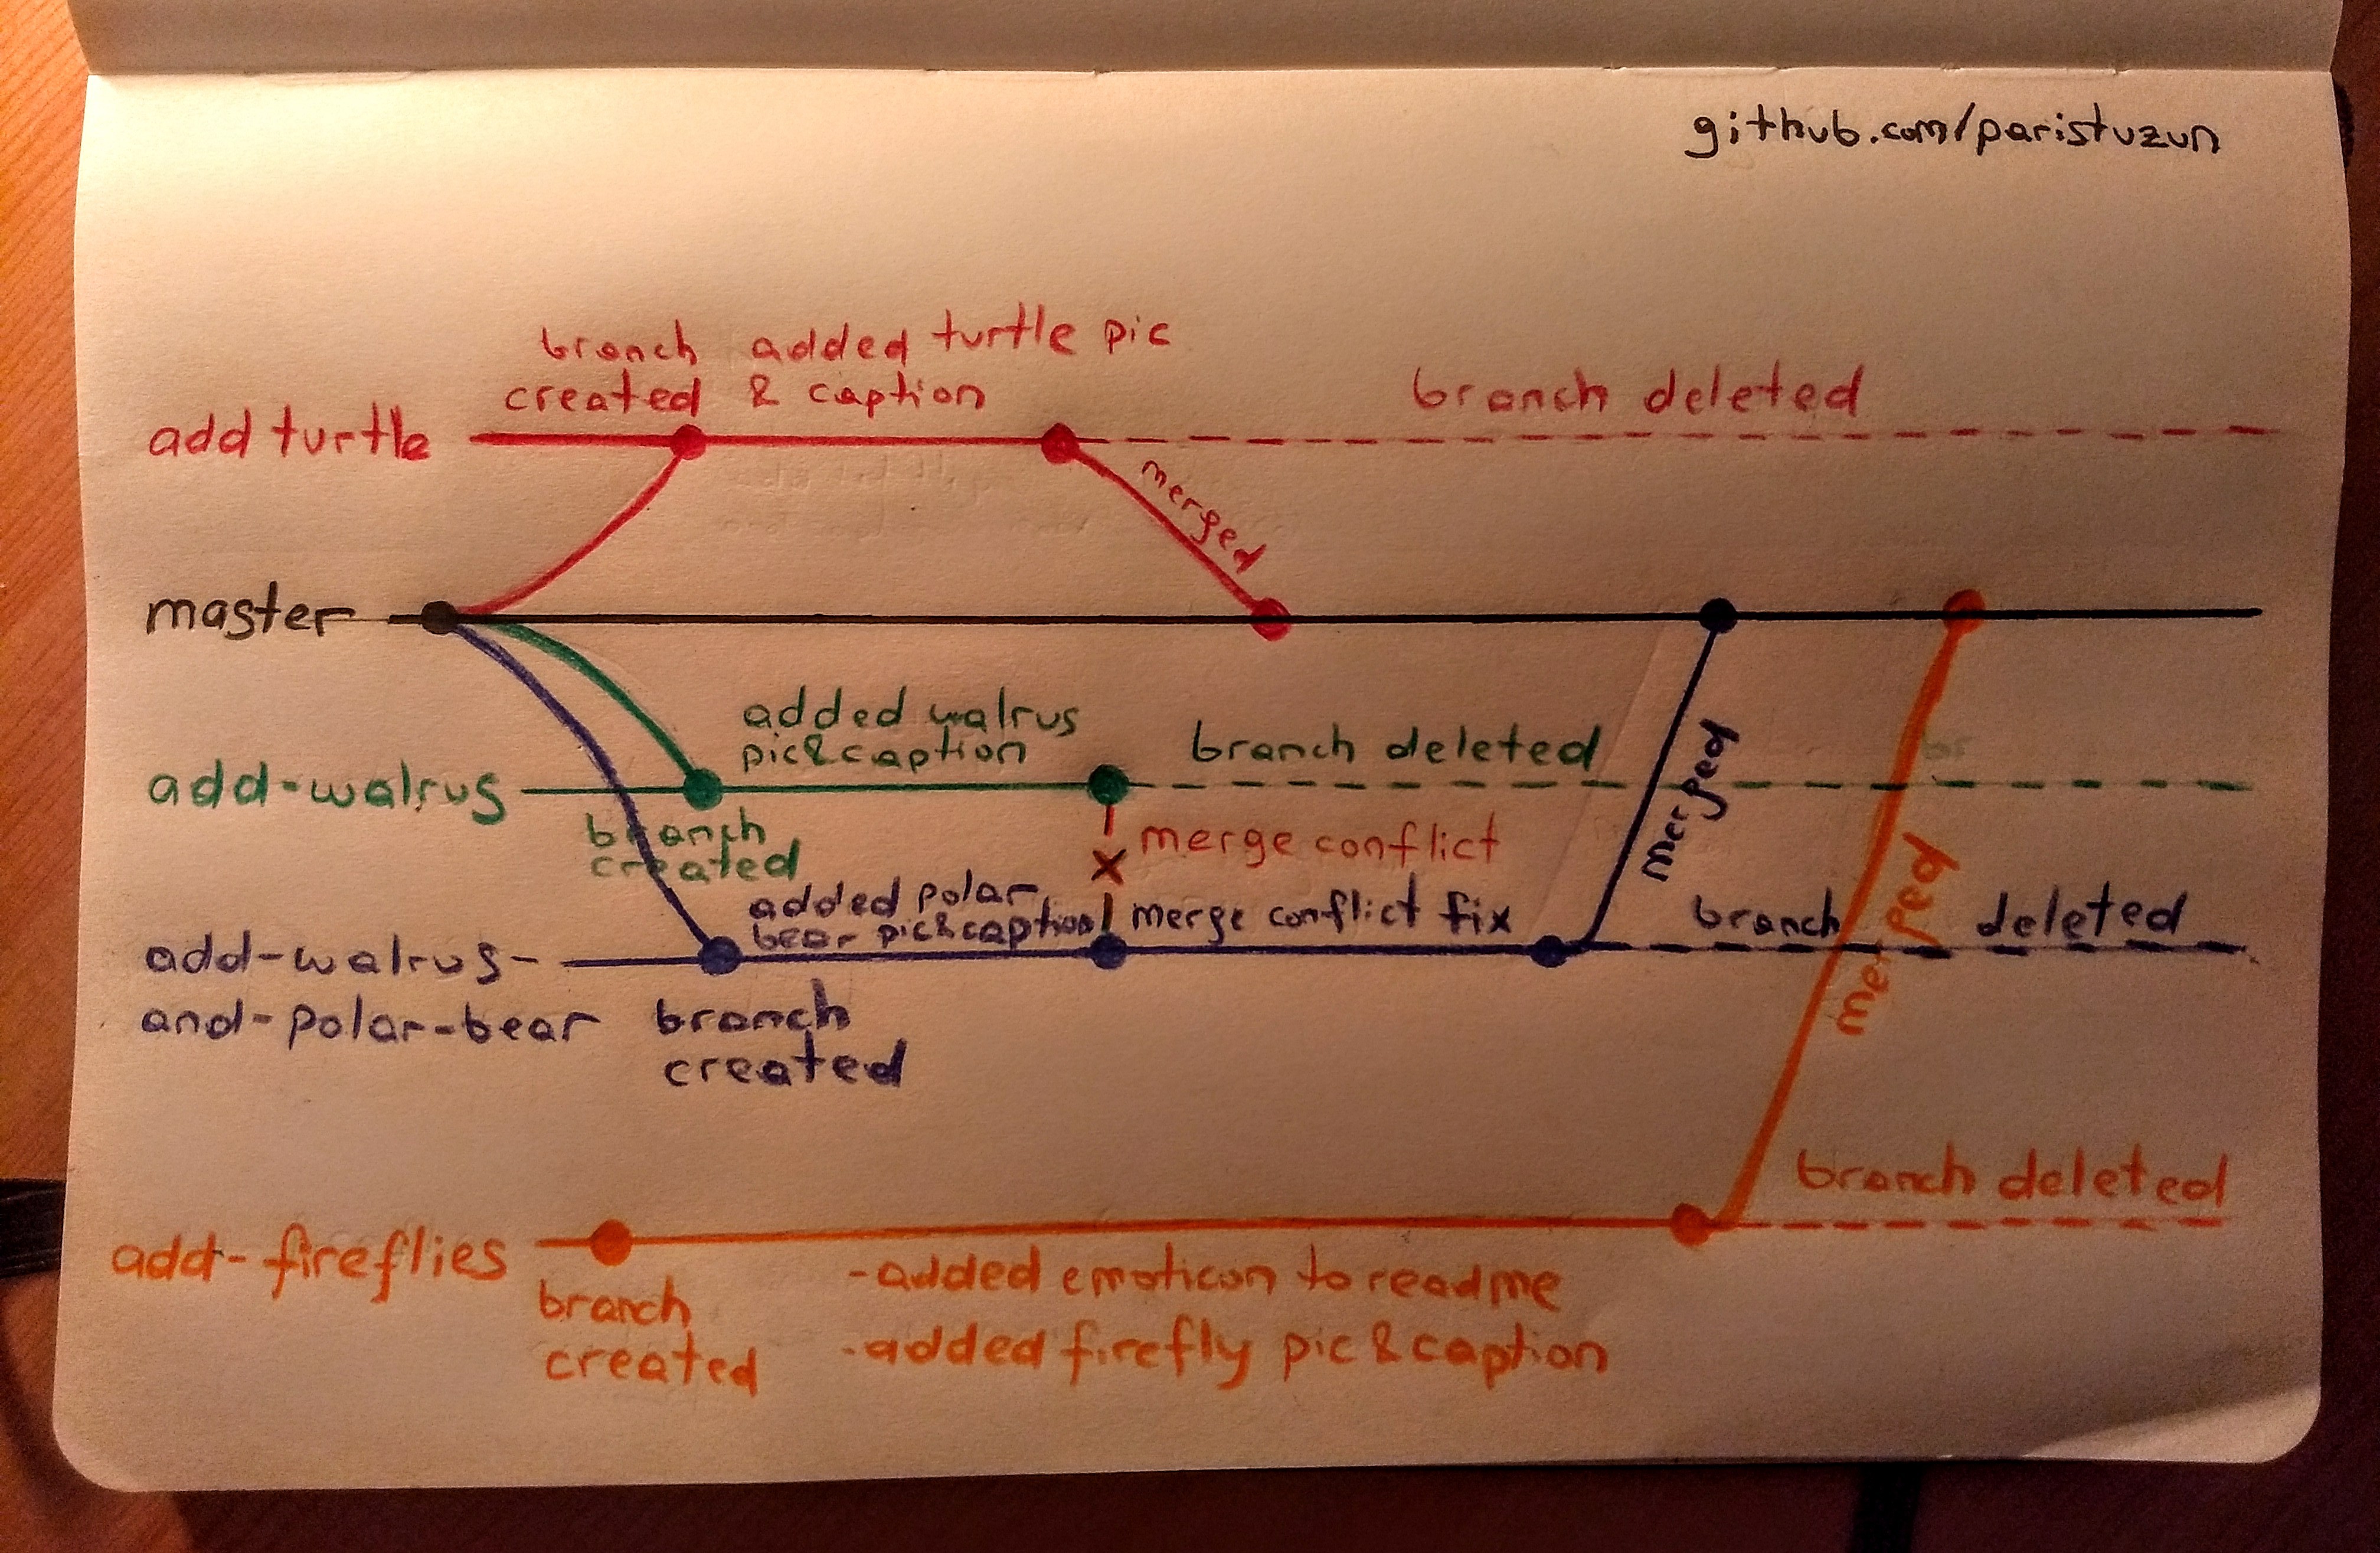 github.com/paristuzun
branch added turtle pic
created & caption
branch deleted
add turtle
merged
master
added walrus
pic&caption
branch deleted
br
add-walrus
branch
created
merge conflict
merged
added polar
bear pic&caption
merge conflict fix
branch deleted
merged
add-walrus-
and-polar-bear
branch
created
branch deleted
add-fireflies
branch
created
-added emoticon to readme
-added firefly pic&caption